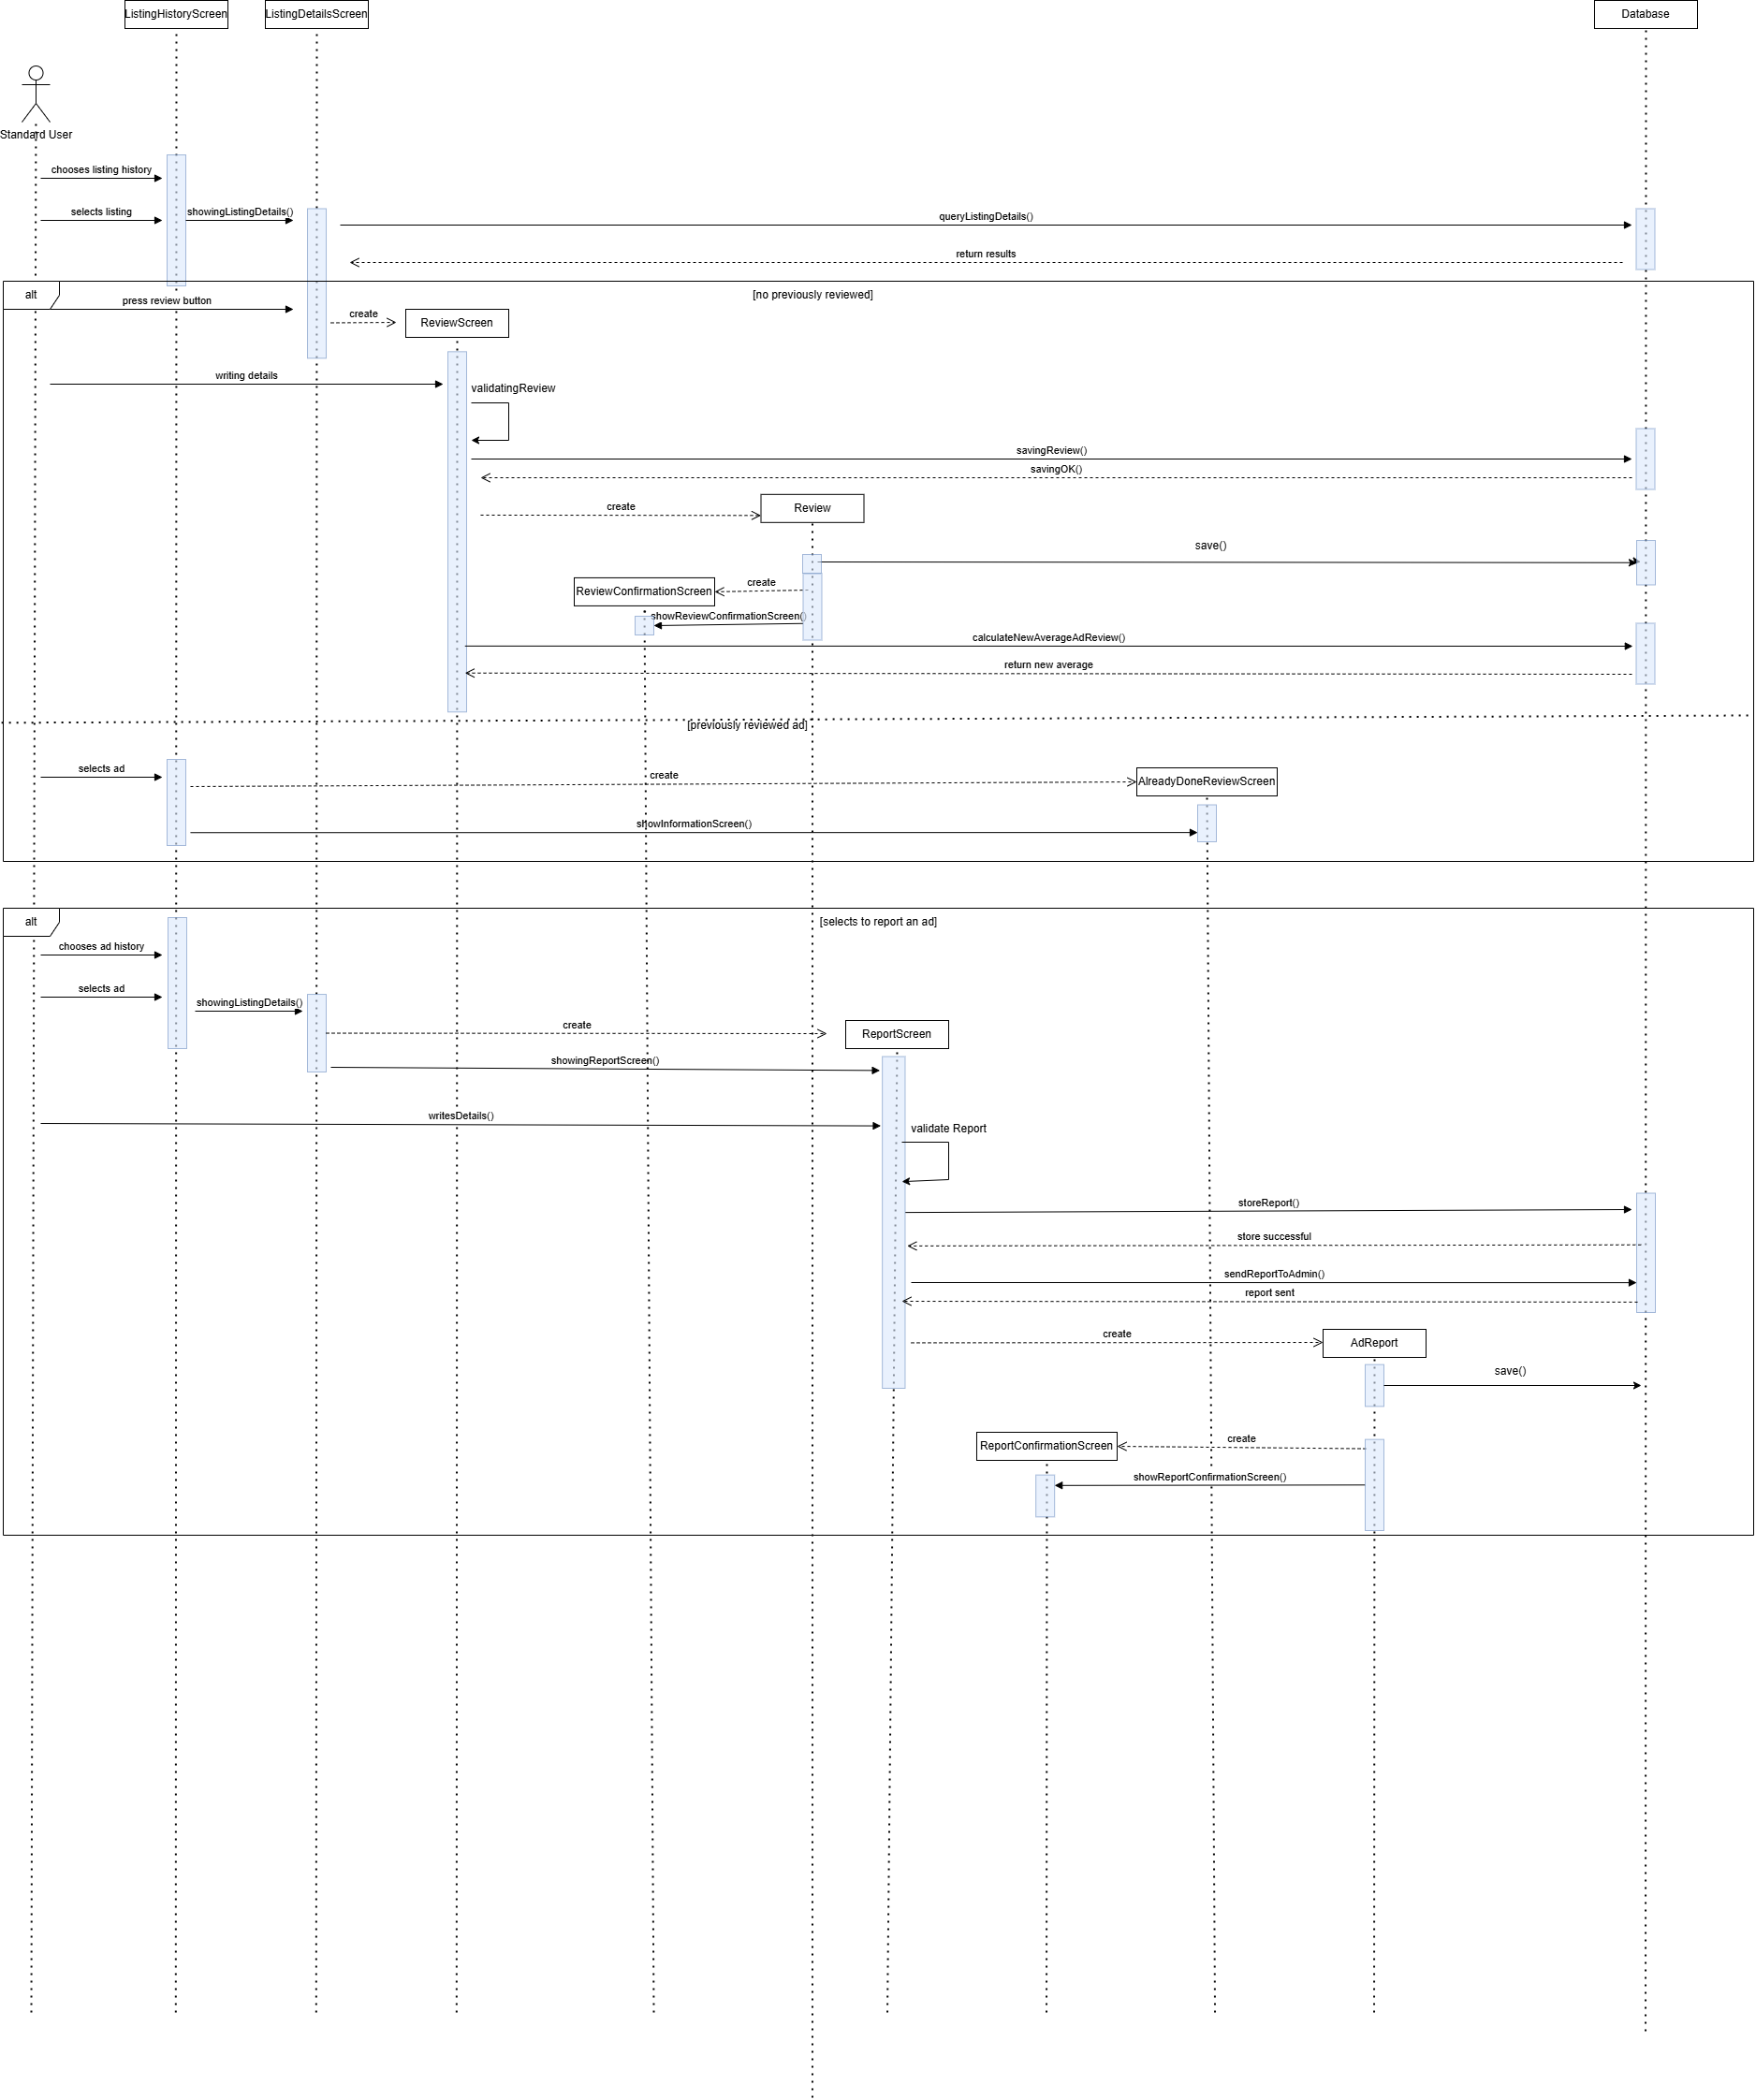 ListingHistoryScreen
ListingDetailsScreen
Database
Standard User
chooses listing history
selects listing
showingListingDetails()
queryListingDetails()
return results
alt
[no previously reviewed]
press review button
create
ReviewScreen
writing details
validatingReview
savingReview()
savingOK()
create
Review
save()
create
ReviewConfirmationScreen
showReviewConfirmationScreen()
calculateNewAverageAdReview()
return new average
[previously reviewed ad]
selects ad
create
AlreadyDoneReviewScreen
showInformationScreen()
alt
[selects to report an ad]
chooses ad history
selects ad
showingListingDetails()
create
ReportScreen
showingReportScreen()
writesDetails()
validate Report
storeReport()
store successful
sendReportToAdmin()
report sent
create
AdReport
save()
create
ReportConfirmationScreen
showReportConfirmationScreen()